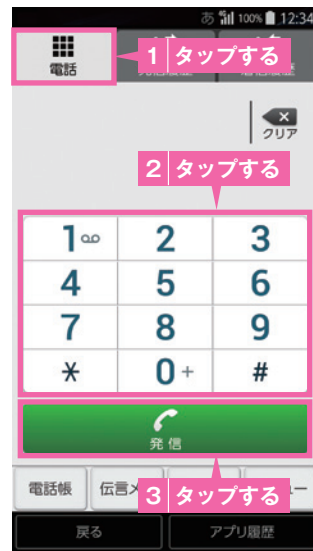 あ 100% 12:34
電話
1 タップする
クリア
2 タップする
1 2 3
4 5 6
7 8 9
* 0+ #
発信
電話帳 伝言メ
3 タップする
戻る アプリ履歴